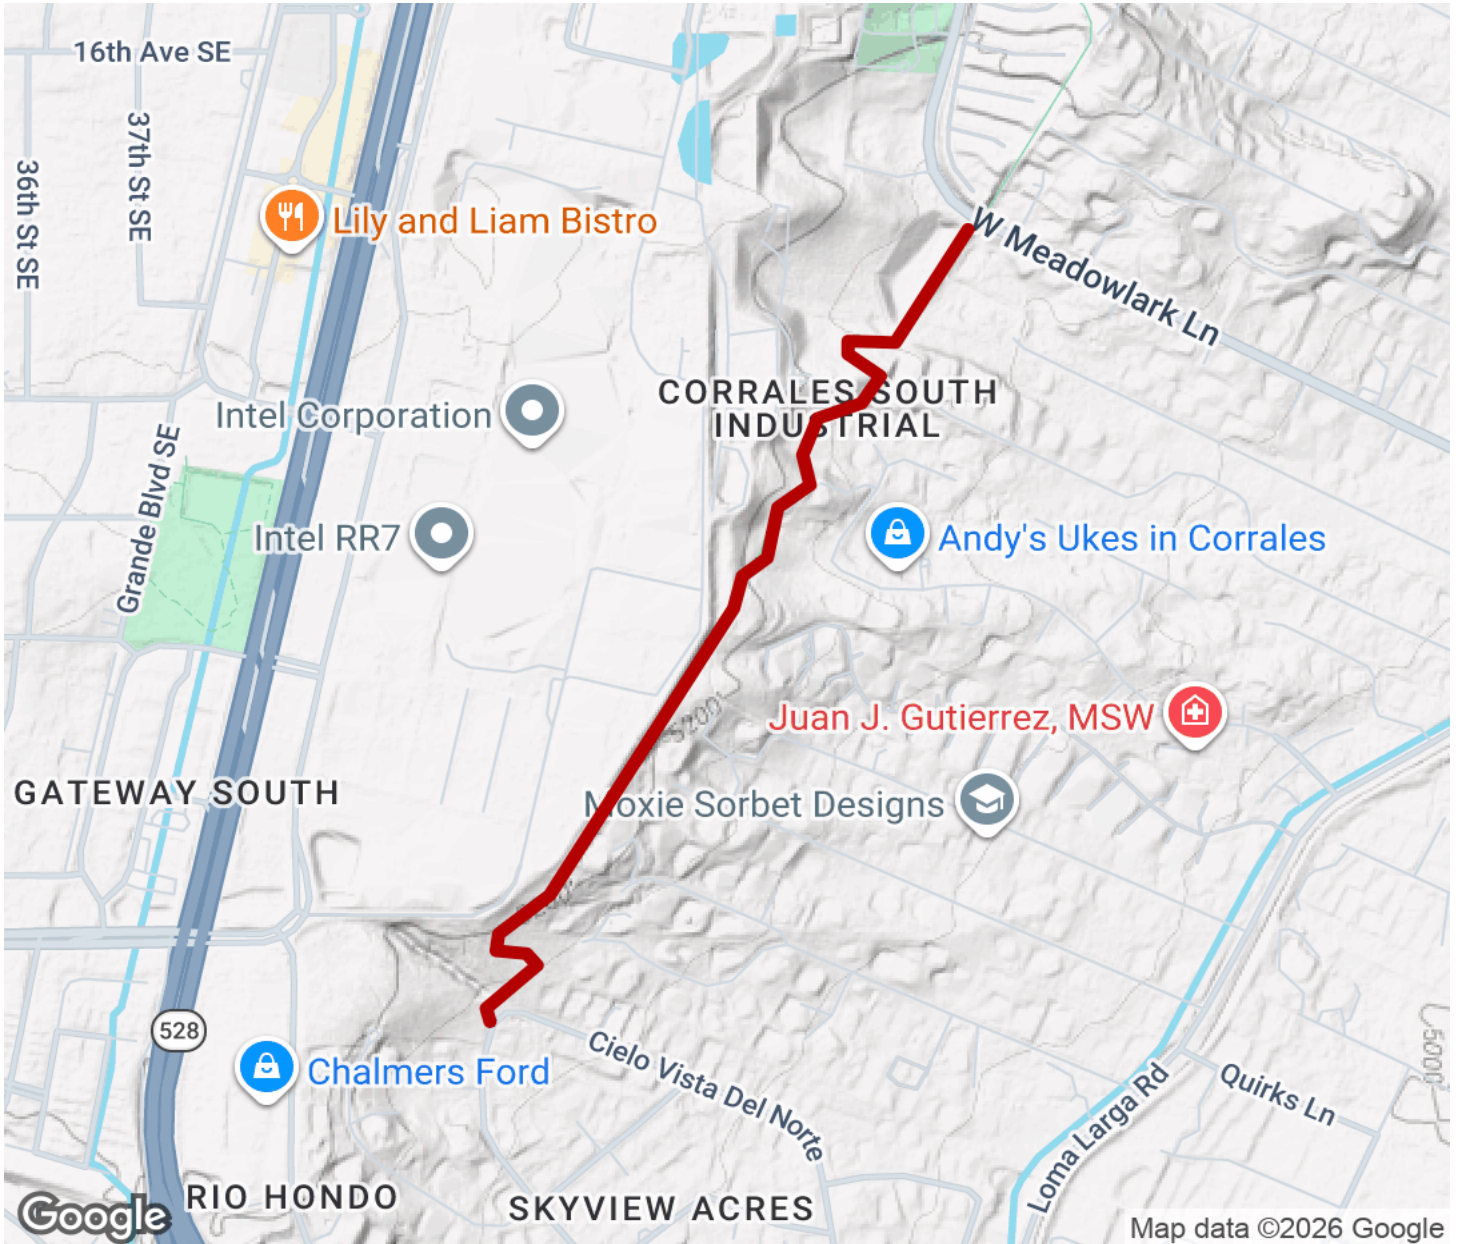 16th Ave SE
37th St SE
36th St SE
Lily and Liam Bistro
W Meadowlark Ln
CORRALES SOUTH
INDUSTRIAL
Intel Corporation
Grande Blvd SE
Intel RR7
Andy's Ukes in Corrales
5200
Juan J. Gutierrez, MSW
GATEWAY SOUTH
Moxie Sorbet Designs
528
Chalmers Ford
Cielo Vista Del Norte
Loma Larga Rd
Quirks Ln
5000
RIO HONDO
SKYVIEW ACRES
Google
Map data ©2026 Google